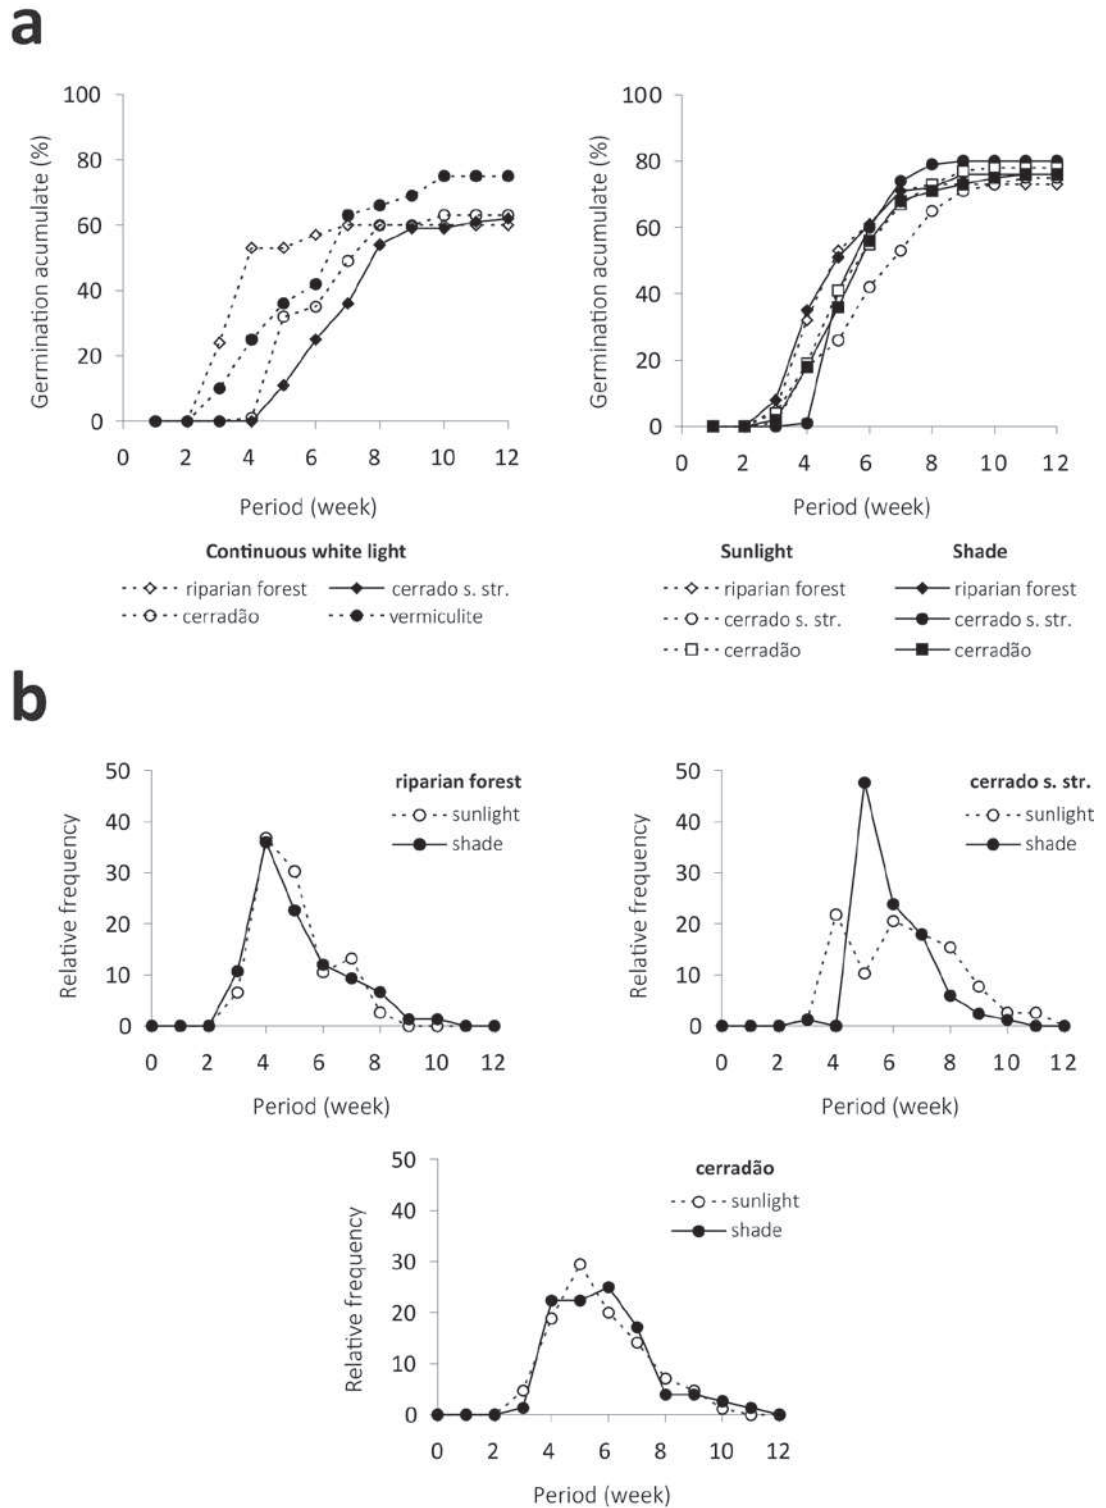 a
100
80
60
40
20
0
Germination acumulate (%)
0 2 4 6 8 10 12
Period (week)
Continuous white light
riparian forest cerrado s. str.
cerradão vermiculite
100
80
60
40
20
0
Germination acumulate (%)
0 2 4 6 8 10 12
Period (week)
Sunlight Shade
riparian forest riparian forest
cerrado s. str. cerrado s. str.
cerradão cerradão
b
50
40
30
20
10
0
Relative frequency
0 2 4 6 8 10 12
Period (week)
riparian forest
sunlight
shade
50
40
30
20
10
0
Relative frequency
0 2 4 6 8 10 12
Period (week)
cerrado s. str.
sunlight
shade
50
40
30
20
10
0
Relative frequency
0 2 4 6 8 10 12
Period (week)
cerradão
sunlight
shade